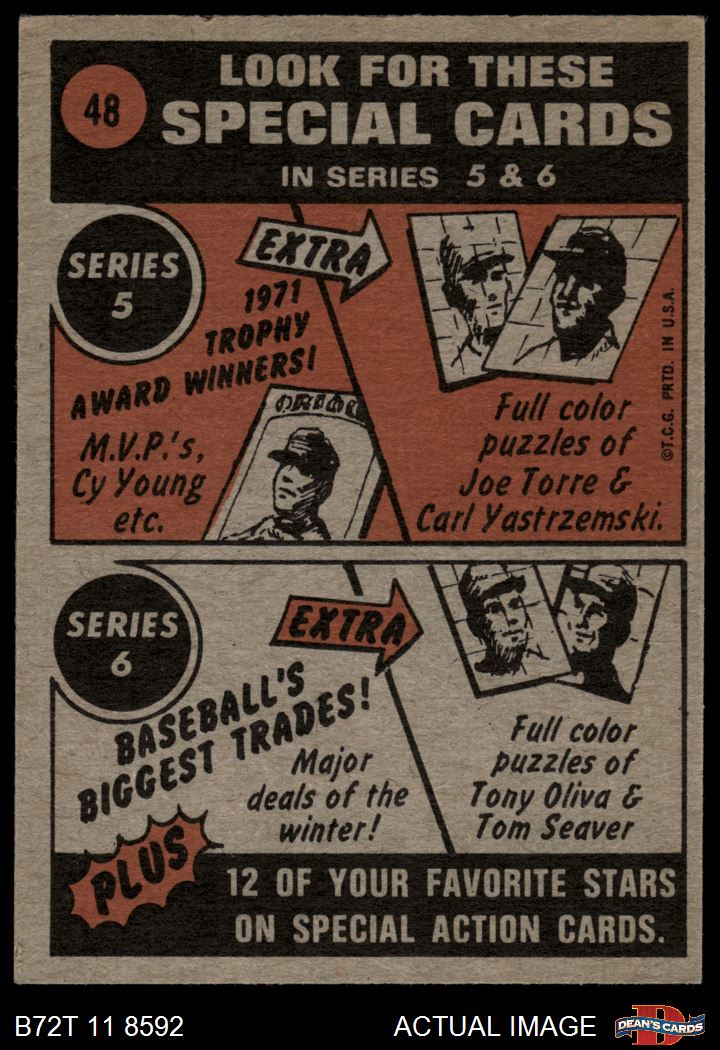 48
LOOK FOR THESE
SPECIAL CARDS
IN SERIES 5 & 6
SERIES
5
EXTRA
1971
TROPHY
AWARD WINNERS!
M.V.P.'s,
Cy Young
etc.
ORIOL
Full color
puzzles of
Joe Torre &
Carl Yastrzemski.
©T.C.G. PRTD. IN U.S.A.
SERIES
6
EXTRA
BASEBALL'S
BIGGEST TRADES!
Major
deals of the
winter!
Full color
puzzles of
Tony Oliva &
Tom Seaver
PLUS
12 OF YOUR FAVORITE STARS
ON SPECIAL ACTION CARDS.
B72T 11 8592
ACTUAL IMAGE
D
DEAN'S CARDS